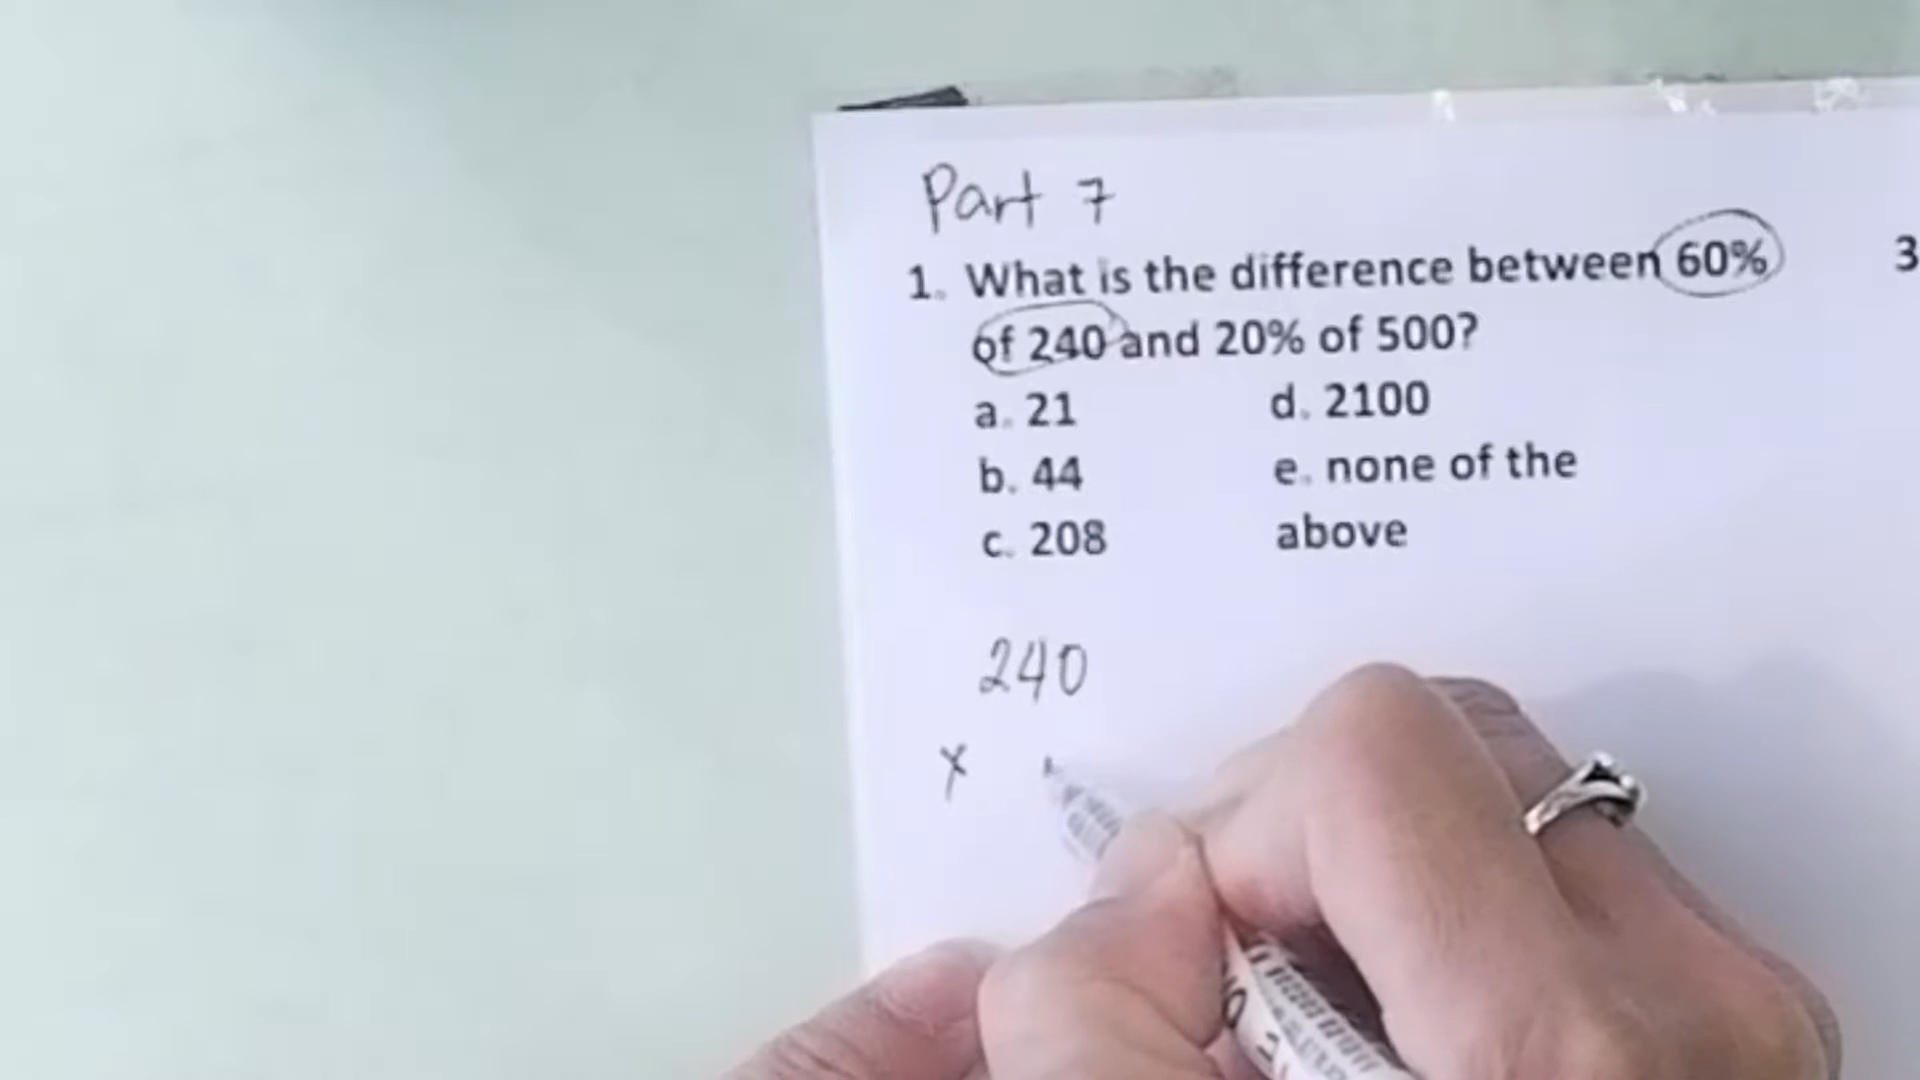 Part 7
1. What is the difference between 60%
of 240 and 20% of 500?
a. 21
d. 2100
b. 44
e. none of the
c. 208
above
3
240
x